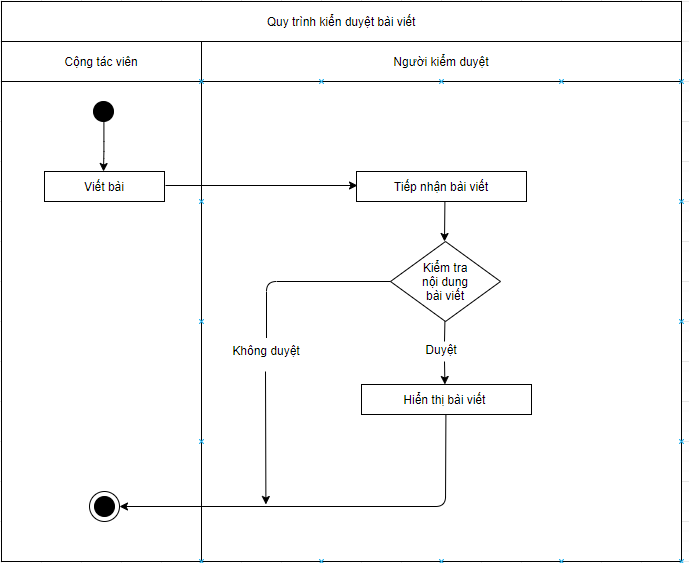 Quy trình kiển duyệt bài viết
Cộng tác viên
Người kiểm duyệt
Viết bài
Tiếp nhận bài viết
Kiểm tra
nội dung
bài viết
Không duyệt
Duyệt
Hiển thị bài viết